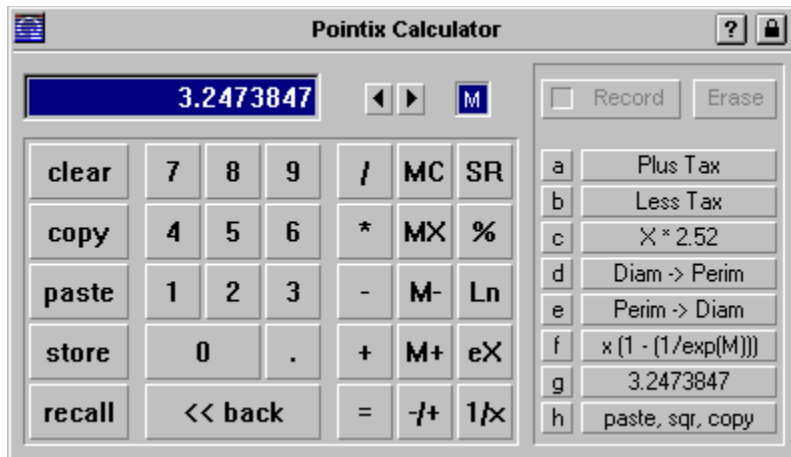 Pointix Calculator ?
3.2473847 M
Record Erase
clear 7 8 9 / MC SR
copy 4 5 6 * MX %
paste 1 2 3 - M- Ln
store 0 . + M+ eX
recall << back = -/+ 1/x
a Plus Tax
b Less Tax
c X * 2.52
d Diam -> Perim
e Perim -> Diam
f x (1 - (1/exp(M)))
g 3.2473847
h paste, sqr, copy